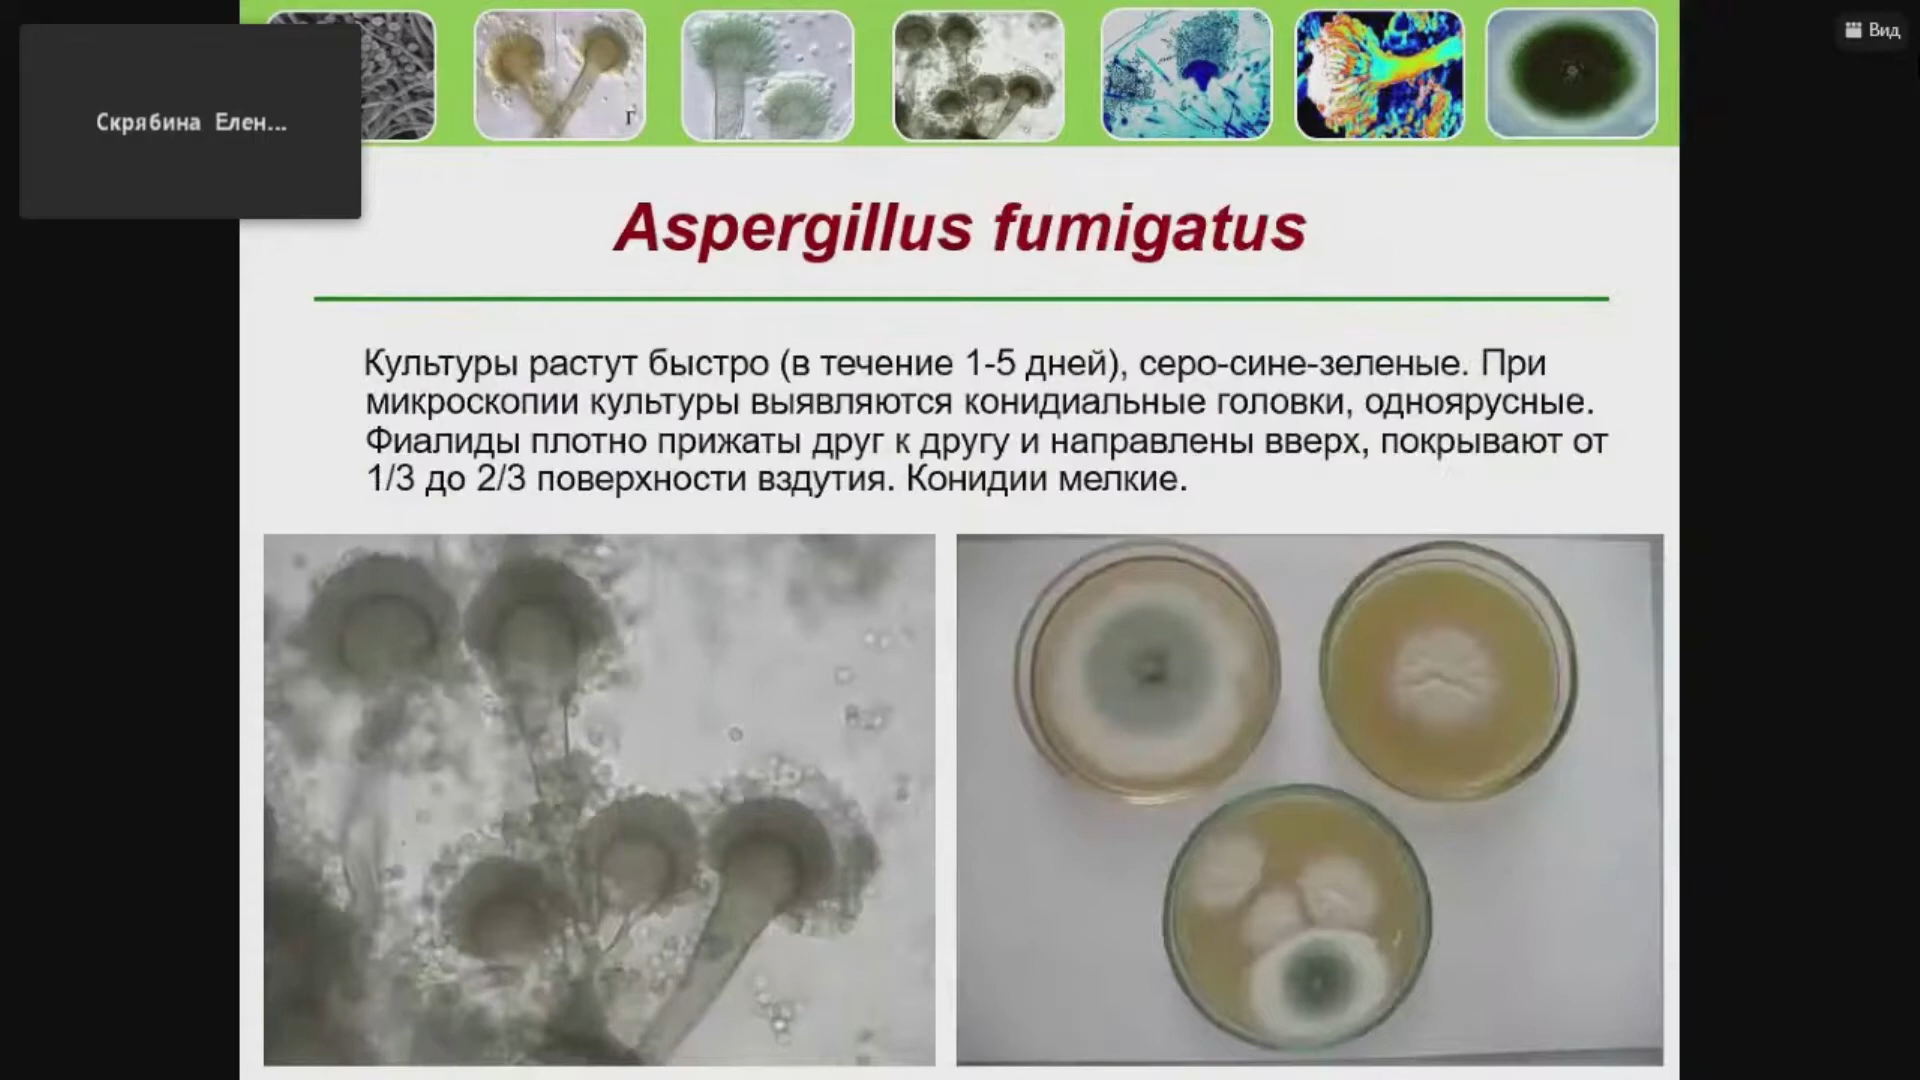 Скрябина Елен...
Вид
г
Aspergillus fumigatus
Культуры растут быстро (в течение 1-5 дней), серо-сине-зеленые. При
микроскопии культуры выявляются конидиальные головки, одноярусные.
Фиалиды плотно прижаты друг к другу и направлены вверх, покрывают от
1/3 до 2/3 поверхности вздутия. Конидии мелкие.